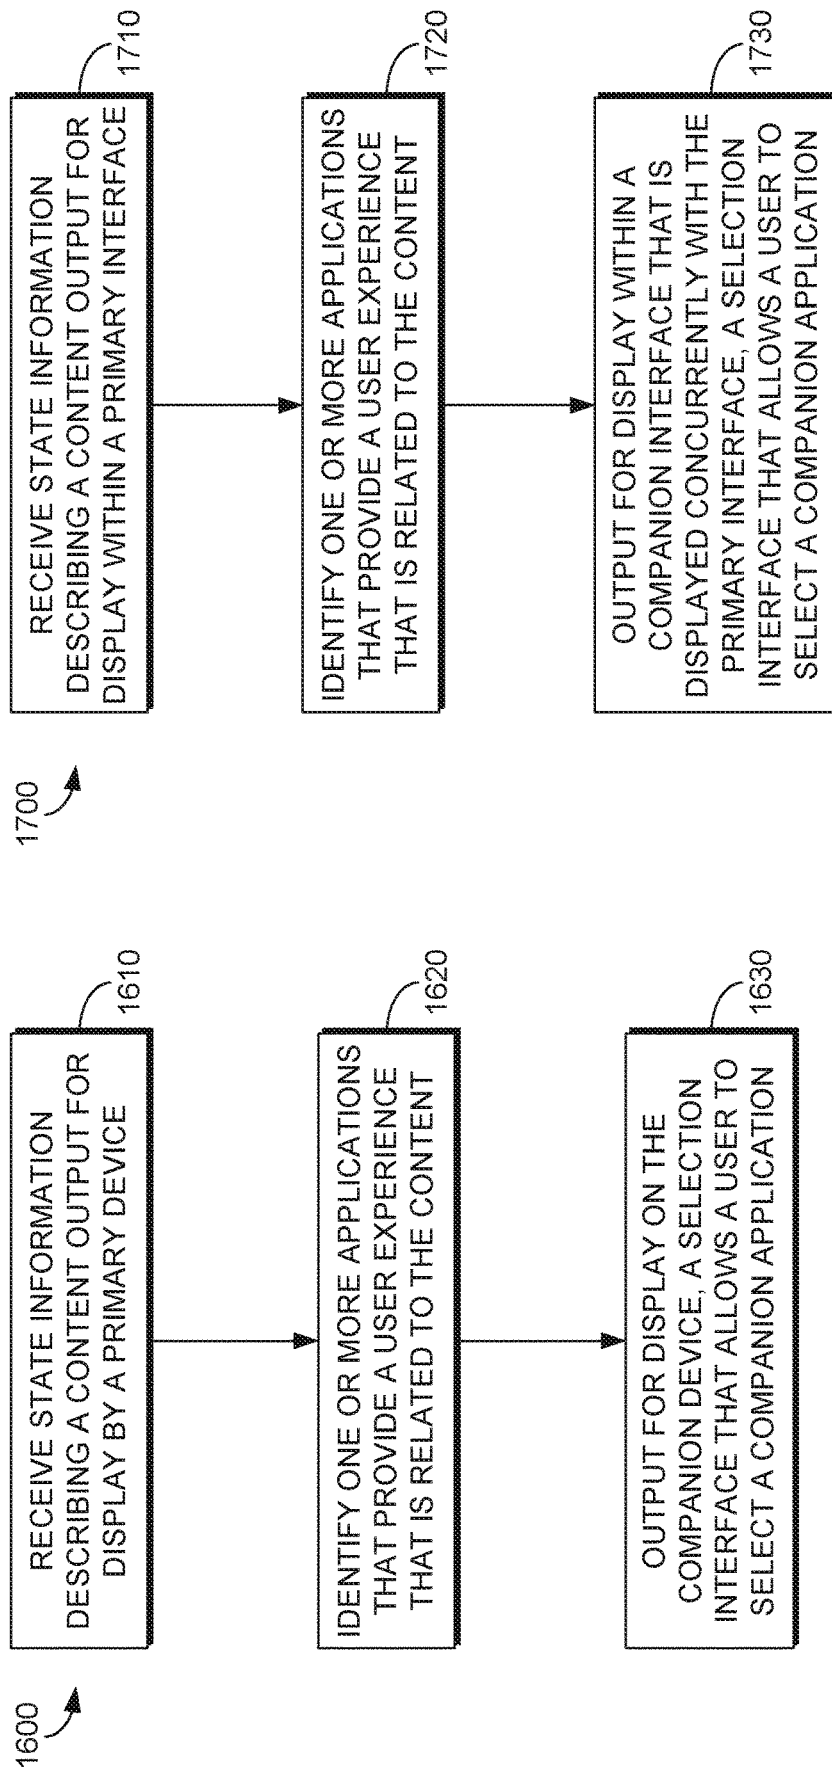 1600
RECEIVE STATE INFORMATION
DESCRIBING A CONTENT OUTPUT FOR
DISPLAY BY A PRIMARY DEVICE
1610
IDENTIFY ONE OR MORE APPLICATIONS
THAT PROVIDE A USER EXPERIENCE
THAT IS RELATED TO THE CONTENT
1620
OUTPUT FOR DISPLAY ON THE
COMPANION DEVICE, A SELECTION
INTERFACE THAT ALLOWS A USER TO
SELECT A COMPANION APPLICATION
1630
1700
RECEIVE STATE INFORMATION
DESCRIBING A CONTENT OUTPUT FOR
DISPLAY WITHIN A PRIMARY INTERFACE
1710
IDENTIFY ONE OR MORE APPLICATIONS
THAT PROVIDE A USER EXPERIENCE
THAT IS RELATED TO THE CONTENT
1720
OUTPUT FOR DISPLAY WITHIN A
COMPANION INTERFACE THAT IS
DISPLAYED CONCURRENTLY WITH THE
PRIMARY INTERFACE, A SELECTION
INTERFACE THAT ALLOWS A USER TO
SELECT A COMPANION APPLICATION
1730